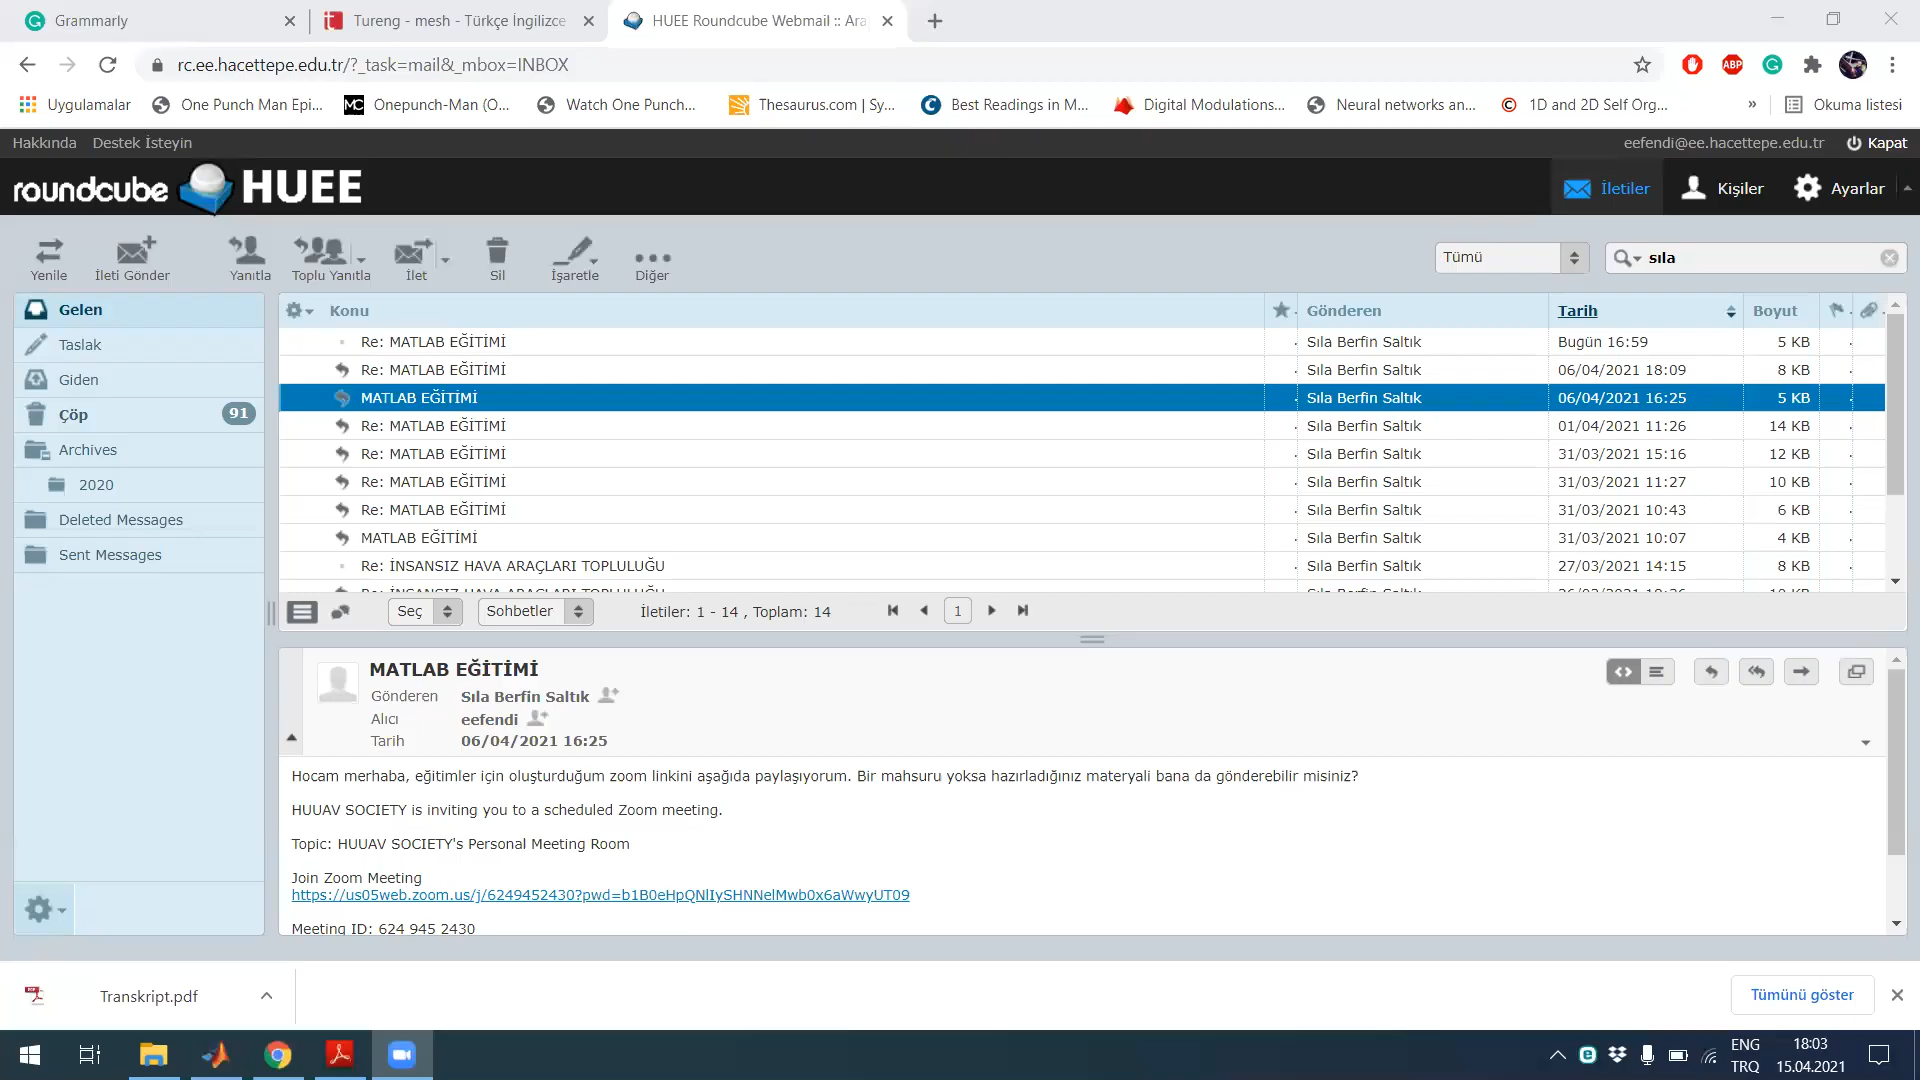 Grammarly
Tureng - mesh - Türkçe İngilizce
HUEE Roundcube Webmail :: Ara
rc.ee.hacettepe.edu.tr/?_task=mail&_mbox=INBOX
Uygulamalar
One Punch Man Epi...
Onepunch-Man (O...
Watch One Punch...
Thesaurus.com | Sy...
Best Readings in M...
Digital Modulations...
Neural networks an...
1D and 2D Self Org...
»
Okuma listesi
Hakkında Destek İsteyin
eefendi@ee.hacettepe.edu.tr Kapat
roundcube HUEE
İletiler Kişiler Ayarlar
Yenile İleti Gönder Yanıtla Toplu Yanıtla İlet Sil İşaretle Diğer
Tümü sıla
Gelen
Taslak
Giden
Çöp 91
Archives
2020
Deleted Messages
Sent Messages
Konu Gönderen Tarih Boyut
Re: MATLAB EĞİTİMİ Sıla Berfin Saltık Bugün 16:59 5 KB
Re: MATLAB EĞİTİMİ Sıla Berfin Saltık 06/04/2021 18:09 8 KB
MATLAB EĞİTİMİ Sıla Berfin Saltık 06/04/2021 16:25 5 KB
Re: MATLAB EĞİTİMİ Sıla Berfin Saltık 01/04/2021 11:26 14 KB
Re: MATLAB EĞİTİMİ Sıla Berfin Saltık 31/03/2021 15:16 12 KB
Re: MATLAB EĞİTİMİ Sıla Berfin Saltık 31/03/2021 11:27 10 KB
Re: MATLAB EĞİTİMİ Sıla Berfin Saltık 31/03/2021 10:43 6 KB
MATLAB EĞİTİMİ Sıla Berfin Saltık 31/03/2021 10:07 4 KB
Re: İNSANSIZ HAVA ARAÇLARI TOPLULUĞU Sıla Berfin Saltık 27/03/2021 14:15 8 KB
Seç Sohbetler İletiler: 1 - 14 , Toplam: 14 1
MATLAB EĞİTİMİ
Gönderen Sıla Berfin Saltık
Alıcı eefendi
Tarih 06/04/2021 16:25
Hocam merhaba, eğitimler için oluşturduğum zoom linkini aşağıda paylaşıyorum. Bir mahsuru yoksa hazırladığınız materyali bana da gönderebilir misiniz?
HUUAV SOCIETY is inviting you to a scheduled Zoom meeting.
Topic: HUUAV SOCIETY's Personal Meeting Room
Join Zoom Meeting
https://us05web.zoom.us/j/6249452430?pwd=b1B0eHpQNlIySHNNelMwb0x6aWwyUT09
Meeting ID: 624 945 2430
Transkript.pdf
Tümünü göster
ENG 18:03
TRQ 15.04.2021